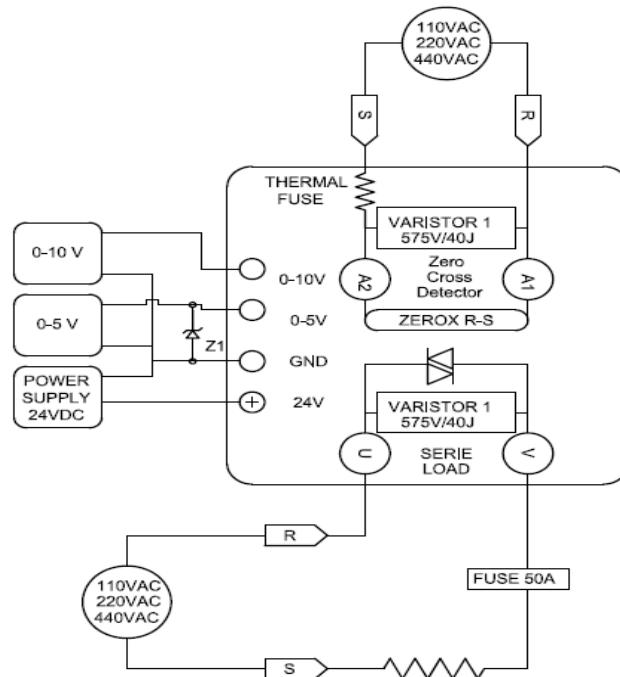 110VAC
220VAC
440VAC
S
R
THERMAL
FUSE
VARISTOR 1
575V/40J
A2
Zero
Cross
Detector
A1
ZEROX R-S
0-10 V
0-10V
0-5 V
0-5V
Z1
GND
POWER
SUPPLY
24VDC
+
24V
VARISTOR 1
575V/40J
U
SERIE
LOAD
V
R
FUSE 50A
110VAC
220VAC
440VAC
S